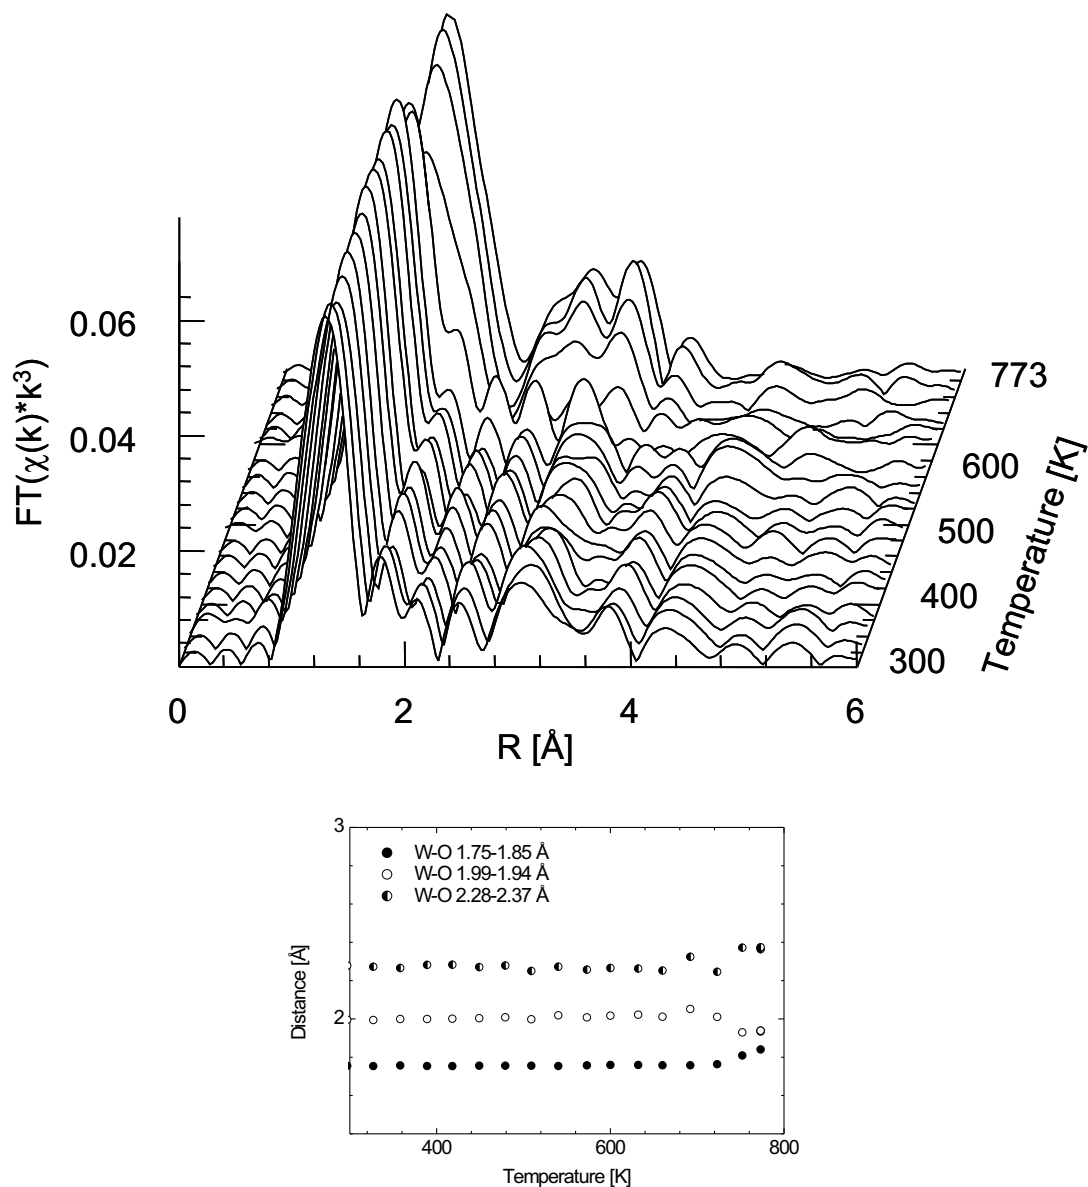 FT(χ(k)*k³)
0.06
0.04
0.02
0
2
4
6
R [Å]
773
600
500
400
300
Temperature [K]
3
2
Distance [Å]
W-O 1.75-1.85 Å
W-O 1.99-1.94 Å
W-O 2.28-2.37 Å
400
600
800
Temperature [K]